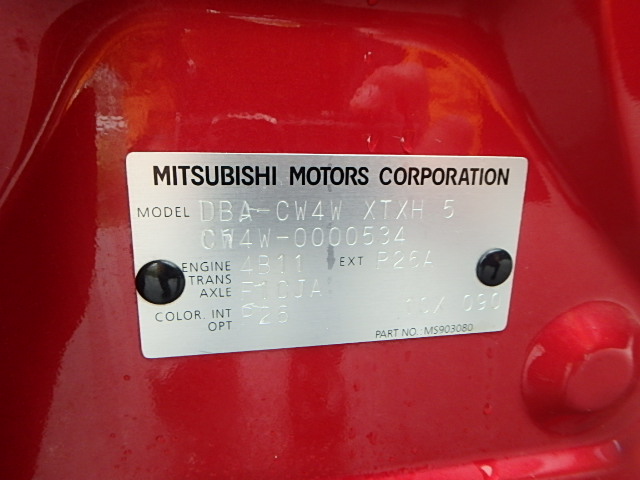 MITSUBISHI MOTORS CORPORATION
MODEL DBA-CW4W XTXH 5
CW4W-0000534
ENGINE 4B11 EXT P26A
TRANS
AXLE F1CJA
COLOR. INT
OPT 090
PART NO.: MS903080